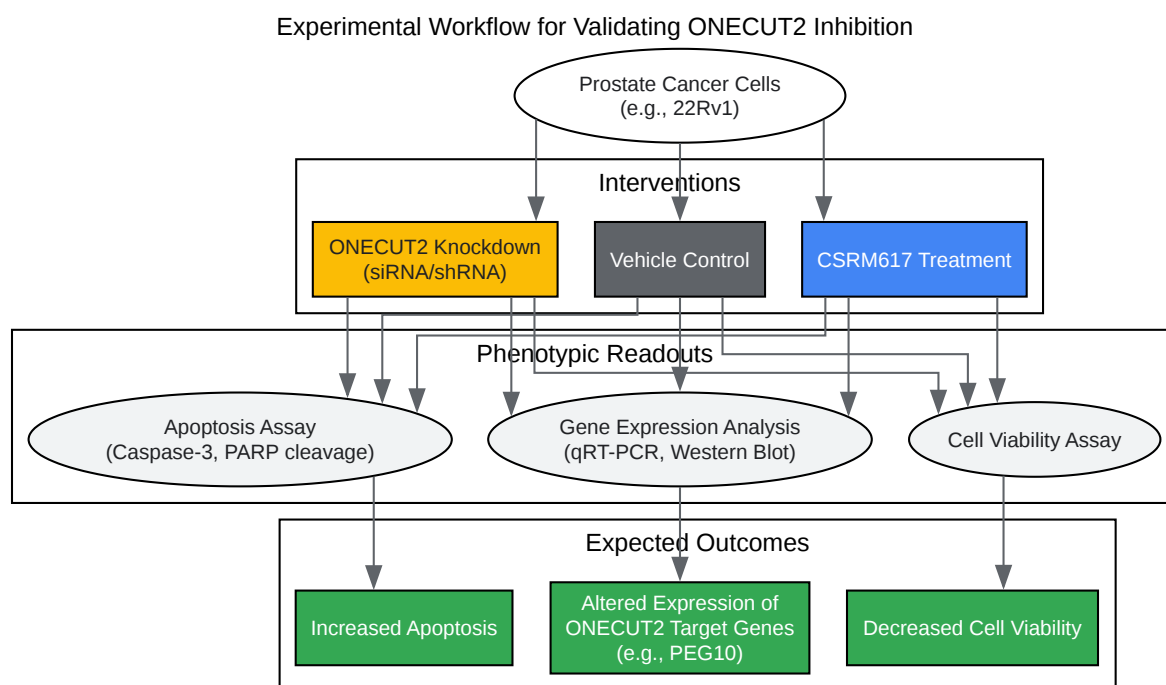 Experimental Workflow for Validating ONECUT2 Inhibition
Prostate Cancer Cells
(e.g., 22Rv1)
Interventions
ONECUT2 Knockdown
(siRNA/shRNA)
Vehicle Control
CSRM617 Treatment
Phenotypic Readouts
Apoptosis Assay
(Caspase-3, PARP cleavage)
Gene Expression Analysis
(qRT-PCR, Western Blot)
Cell Viability Assay
Expected Outcomes
Increased Apoptosis
Altered Expression of
ONECUT2 Target Genes
(e.g., PEG10)
Decreased Cell Viability